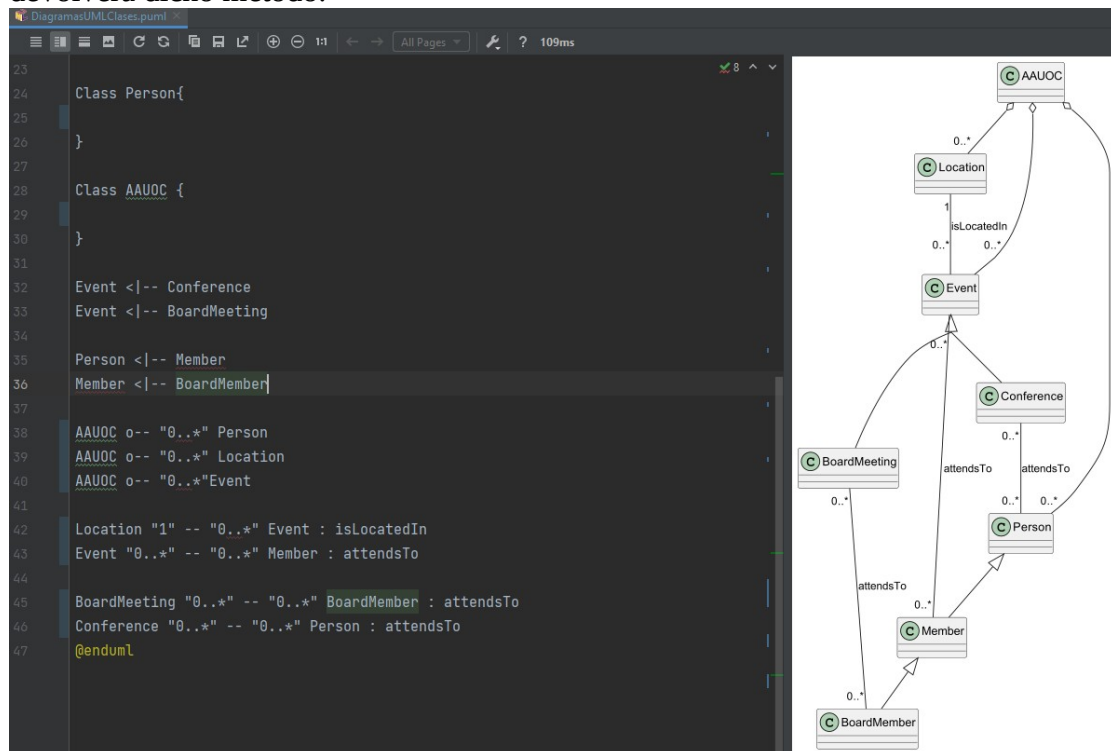 devolverá dicho método.
DiagramasUMLClases.puml
1:1 All Pages ? 109ms
8
23
24 Class Person{
25
26 }
27
28 Class AAUOC {
29
30 }
31
32 Event <|-- Conference
33 Event <|-- BoardMeeting
34
35 Person <|-- Member
36 Member <|-- BoardMember
37
38 AAUOC o-- "0..*" Person
39 AAUOC o-- "0..*" Location
40 AAUOC o-- "0..*"Event
41
42 Location "1" -- "0..*" Event : isLocatedIn
43 Event "0..*" -- "0..*" Member : attendsTo
44
45 BoardMeeting "0..*" -- "0..*" BoardMember : attendsTo
46 Conference "0..*" -- "0..*" Person : attendsTo
47 @enduml
C AAUOC
0..*
C Location
1
isLocatedIn
0..* 0..*
C Event
0..*
C Conference
0..*
C BoardMeeting
attendsTo attendsTo
0..* 0..* 0..*
C Person
attendsTo
0..*
C Member
0..*
C BoardMember